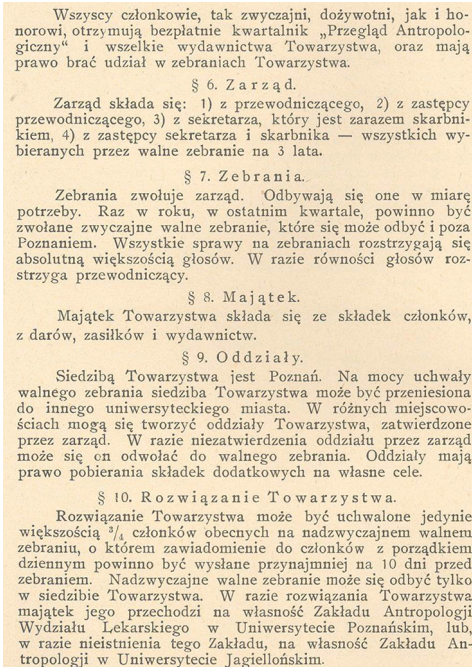 Wszyscy członkowie, tak zwyczajni, dożywotni, jak i ho-
norowi, otrzymują bezpłatnie kwartalnik „Przegląd Antropolo-
giczny“ i wszelkie wydawnictwa Towarzystwa, oraz mają
prawo brać udział w zebraniach Towarzystwa.
§ 6. Zarząd.
Zarząd składa się: 1) z przewodniczącego, 2) z zastępcy
przewodniczącego, 3) z sekretarza, który jest zarazem skarbni-
kiem, 4) z zastępcy sekretarza i skarbnika — wszystkich wy-
bieranych przez walne zebranie na 3 lata.
§ 7. Zebrania.
Zebrania zwołuje zarząd. Odbywają się one w miarę
potrzeby. Raz w roku, w ostatnim kwartale, powinno być
zwołane zwyczajne walne zebranie, które się może odbyć i poza
Poznaniem. Wszystkie sprawy na zebraniach rozstrzygają się
absolutną większością głosów. W razie równości głosów roz-
strzyga przewodniczący.
§ 8. Majątek.
Majątek Towarzystwa składa się ze składek członków,
z darów, zasiłków i wydawnictw.
§ 9. Oddziały.
Siedzibą Towarzystwa jest Poznań. Na mocy uchwały
walnego zebrania siedziba Towarzystwa może być przeniesiona
do innego uniwersyteckiego miasta. W różnych miejscowo-
ściach mogą się tworzyć oddziały Towarzystwa, zatwierdzone
przez zarząd. W razie niezatwierdzenia oddziału przez zarząd
może się on odwołać do walnego zebrania. Oddziały mają
prawo pobierania składek dodatkowych na własne cele.
§ 10. Rozwiązanie Towarzystwa.
Rozwiązanie Towarzystwa może być uchwalone jedynie
większością ³/₄ członków obecnych na nadzwyczajnem walnem
zebraniu, o którem zawiadomienie do członków z porządkiem
dziennym powinno być wysłane przynajmniej na 10 dni przed
zebraniem. Nadzwyczajne walne zebranie może się odbyć tylko
w siedzibie Towarzystwa. W razie rozwiązania Towarzystwa
majątek jego przechodzi na własność Zakładu Antropologji
Wydziału Lekarskiego w Uniwersytecie Poznańskim, lub,
w razie nieistnienia tego Zakładu, na własność Zakładu An-
tropologji w Uniwersytecie Jagiellońskim.